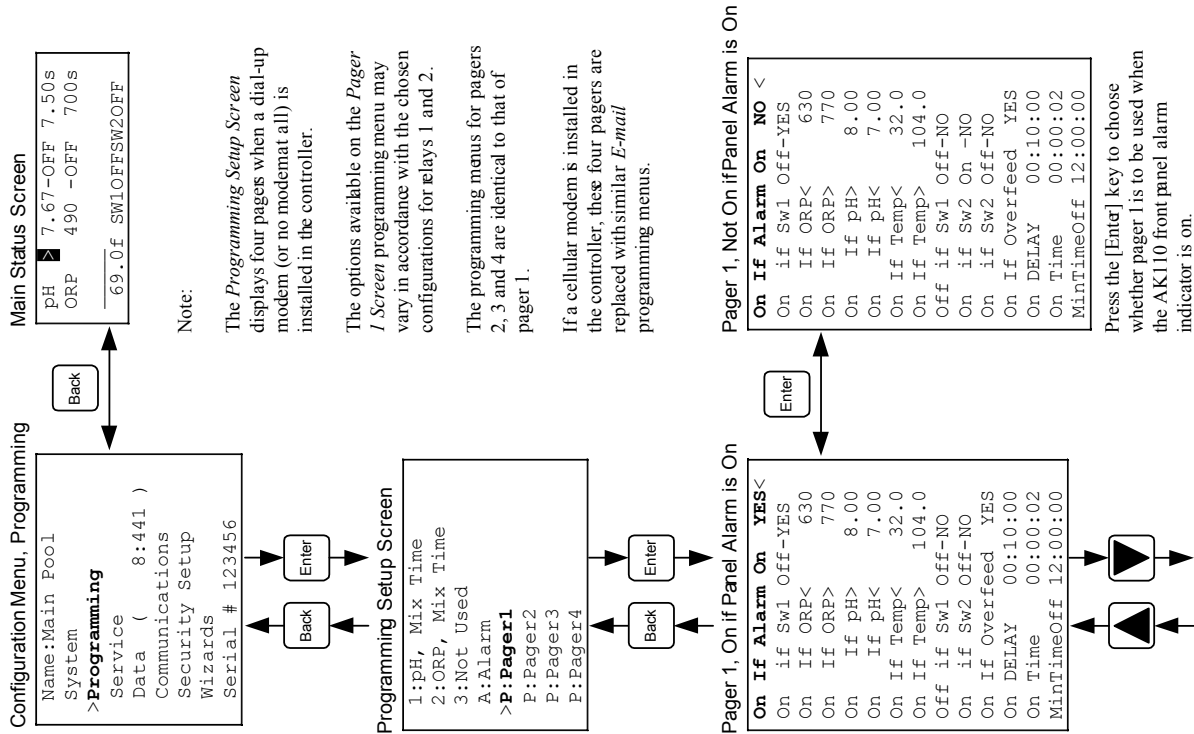 Configuration Menu, Programming
Name:Main Pool
System
>Programming
Service
Data ( 8:441 )
Communications
Security Setup
Wizards
Serial # 123456
Back
Main Status Screen
pH > 7.67-OFF 7.50s
ORP 490 -OFF 700s
69.0f SW1OFFSW2OFF
Back
Enter
Note:
The Programming Setup Screen
displays four pagers when a dial-up
modem (or no modem at all) is
installed in the controller.
The options available on the Pager
1 Screen programming menu may
vary in accordance with the chosen
configurations for relays 1 and 2.
The programming menus for pagers
2, 3 and 4 are identical to that of
pager 1.
If a cellular modem is installed in
the controller, these four pagers are
replaced with similar E-mail
programming menus.
Programming Setup Screen
1:pH, Mix Time
2:ORP, Mix Time
3:Not Used
A:Alarm
>P:Pager1
P:Pager2
P:Pager3
P:Pager4
Back
Enter
Pager 1, On if Panel Alarm is On
On If Alarm On YES<
On if Sw1 Off-YES
On If ORP< 630
On If ORP> 770
On If pH> 8.00
On If pH< 7.00
On If Temp< 32.0
On If Temp> 104.0
Off if Sw1 Off-NO
On if Sw2 On -NO
On if Sw2 Off-NO
On If Overfeed YES
On DELAY 00:10:00
On Time 00:00:02
MinTimeOff 12:00:00
Enter
Pager 1, Not On if Panel Alarm is On
On If Alarm On NO <
On if Sw1 Off-YES
On If ORP< 630
On If ORP> 770
On If pH> 8.00
On If pH< 7.00
On If Temp< 32.0
On If Temp> 104.0
Off if Sw1 Off-NO
On if Sw2 On -NO
On if Sw2 Off-NO
On If Overfeed YES
On DELAY 00:10:00
On Time 00:00:02
MinTimeOff 12:00:00
Press the [Enter] key to choose
whether pager 1 is to be used when
the AK110 front panel alarm
indicator is on.